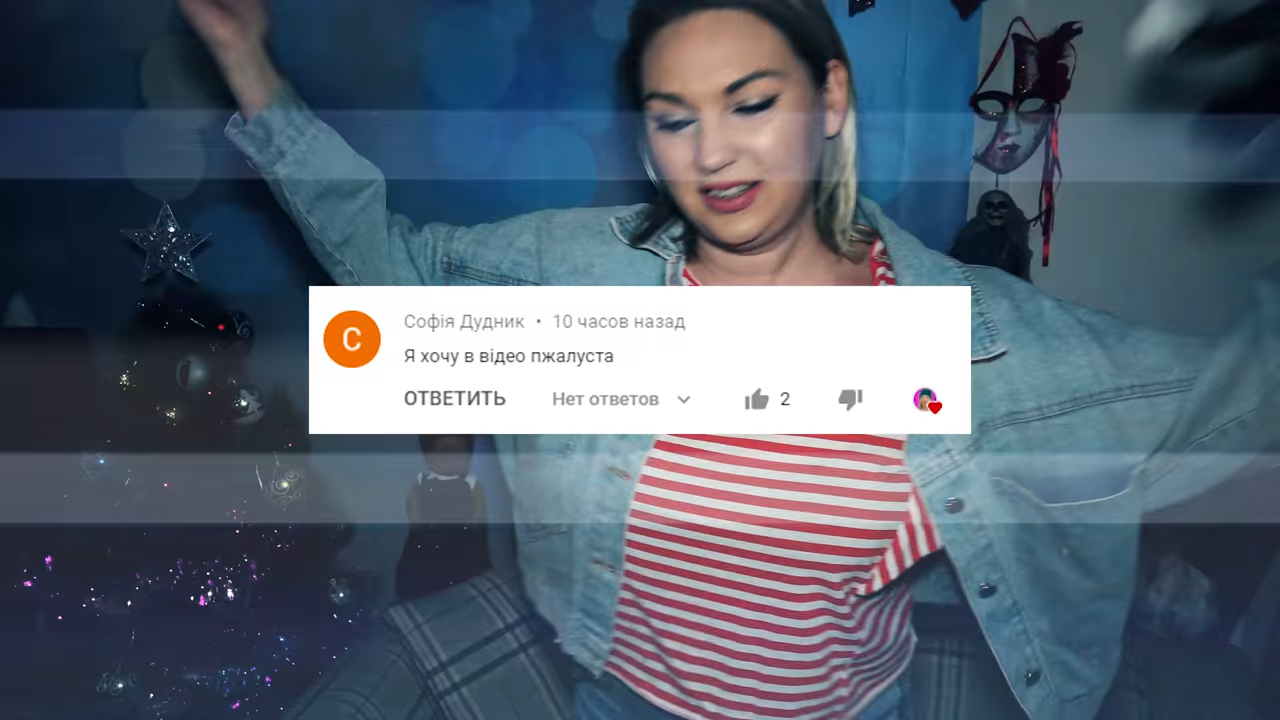 С
Софія Дудник • 10 часов назад
Я хочу в відео пжалуста
ОТВЕТИТЬ Нет ответов 2